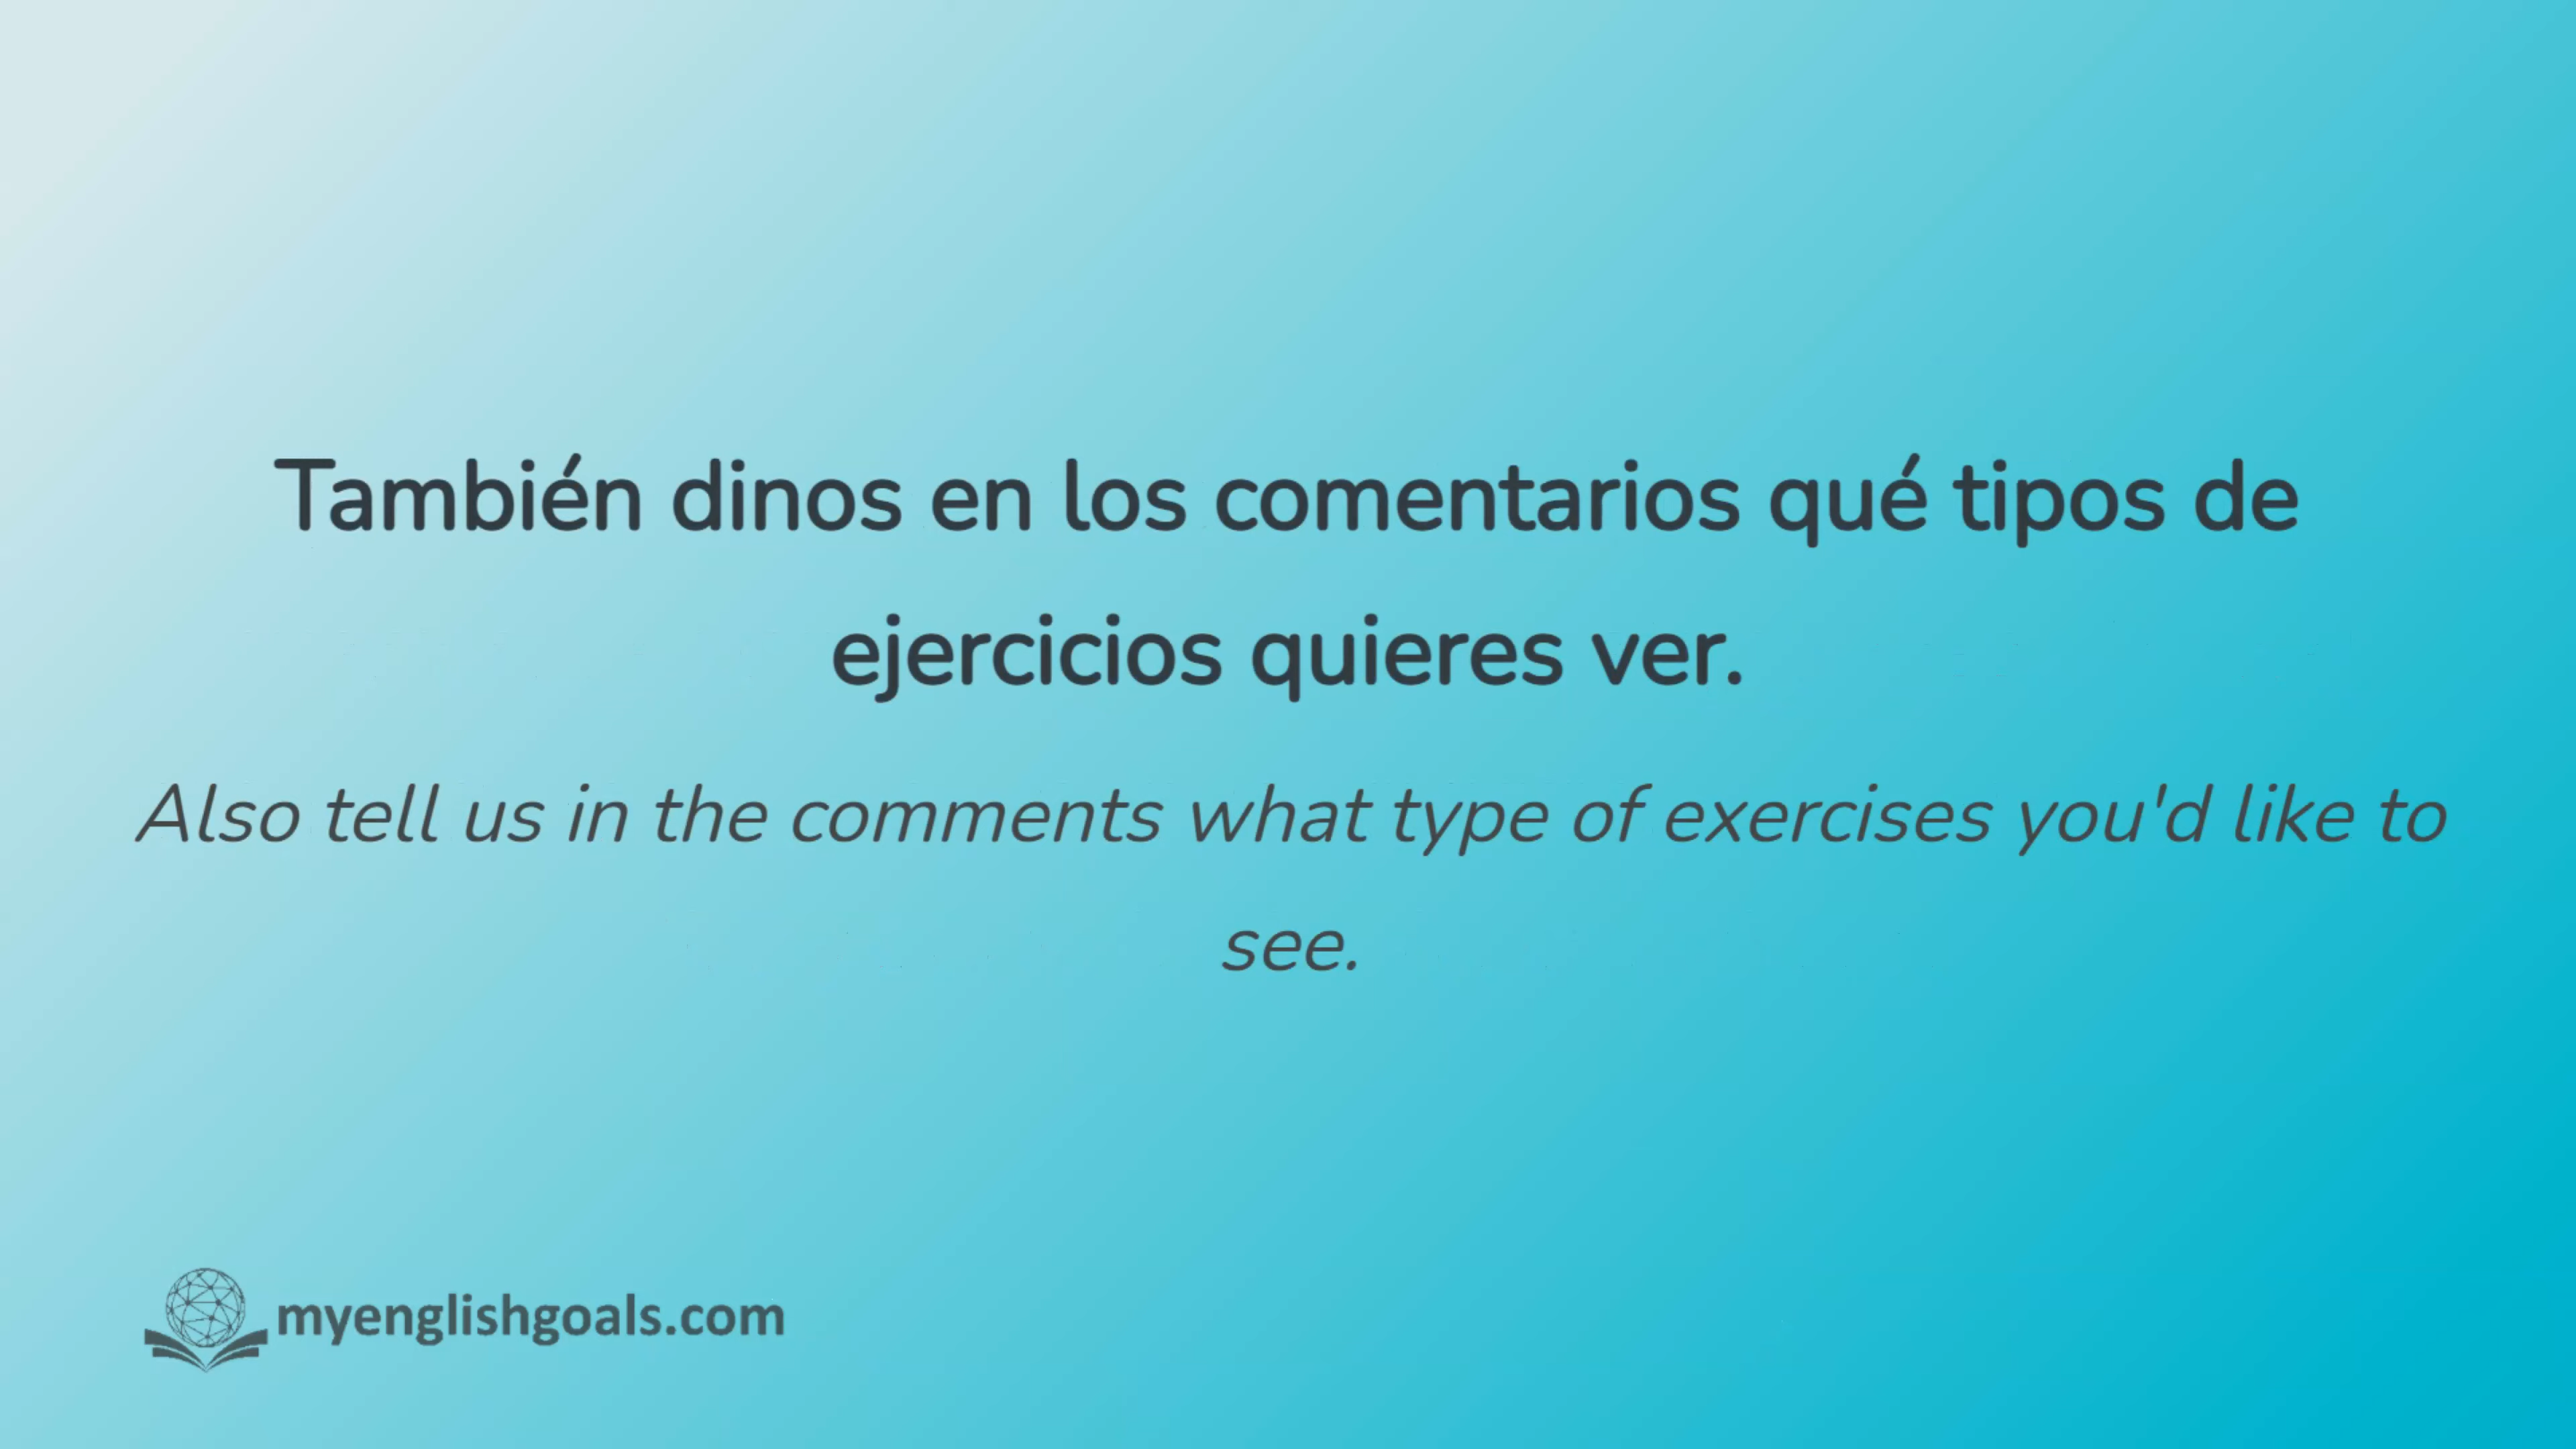 También dinos en los comentarios qué tipos de
ejercicios quieres ver.
Also tell us in the comments what type of exercises you'd like to
see.
myenglishgoals.com